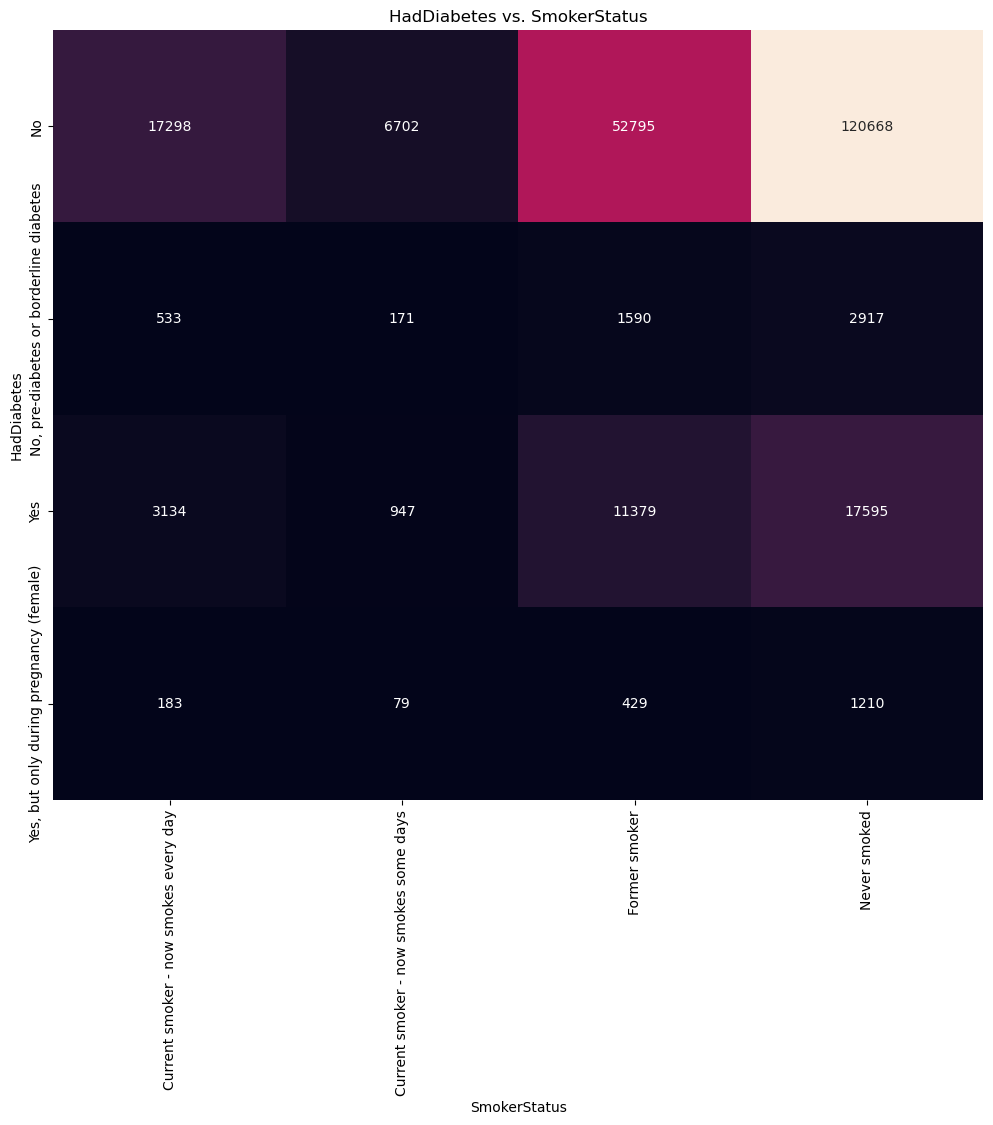 HadDiabetes vs. SmokerStatus
HadDiabetes
No
17298 6702 52795 120668
No, pre-diabetes or borderline diabetes
533 171 1590 2917
Yes
3134 947 11379 17595
Yes, but only during pregnancy (female)
183 79 429 1210
Current smoker - now smokes every day
Current smoker - now smokes some days
Former smoker
Never smoked
SmokerStatus